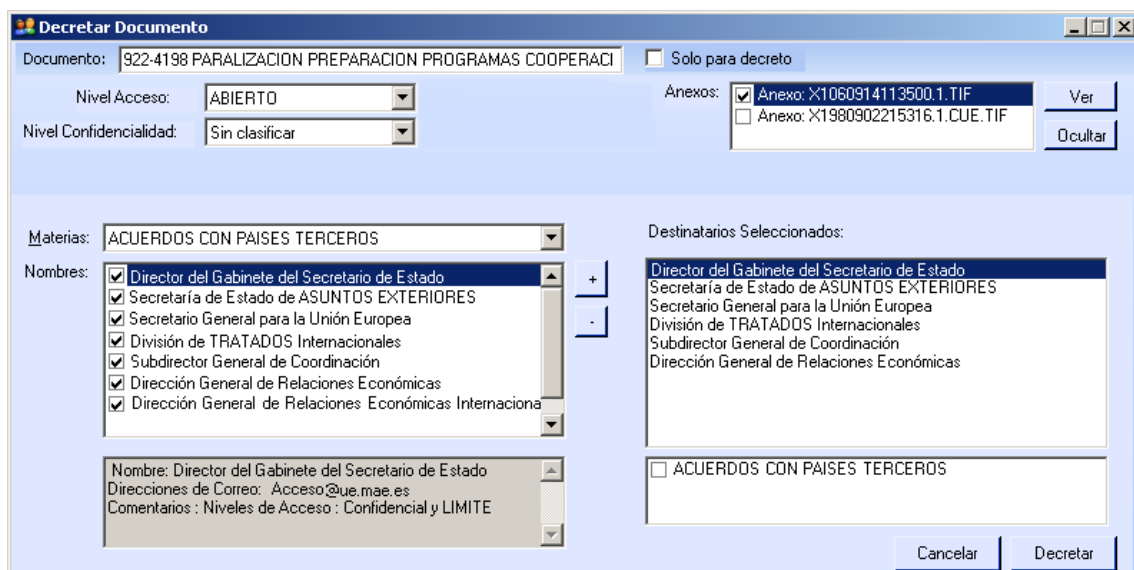 Decretar Documento
Documento: 922-4198 PARALIZACION PREPARACION PROGRAMAS COOPERACI
Solo para decreto
Nivel Acceso: ABIERTO
Nivel Confidencialidad: Sin clasificar
Anexos: Anexo: X1060914113500.1.TIF
Anexo: X1980902215316.1.CUE.TIF
Ver
Ocultar
Materias: ACUERDOS CON PAISES TERCEROS
Nombres: Director del Gabinete del Secretario de Estado
Secretaría de Estado de ASUNTOS EXTERIORES
Secretario General para la Unión Europea
División de TRATADOS Internacionales
Subdirector General de Coordinación
Dirección General de Relaciones Económicas
Dirección General de Relaciones Económicas Internaciona
+
-
Destinatarios Seleccionados:
Director del Gabinete del Secretario de Estado
Secretaría de Estado de ASUNTOS EXTERIORES
Secretario General para la Unión Europea
División de TRATADOS Internacionales
Subdirector General de Coordinación
Dirección General de Relaciones Económicas
Nombre: Director del Gabinete del Secretario de Estado
Direcciones de Correo: Acceso@ue.mae.es
Comentarios : Niveles de Acceso : Confidencial y LIMITE
ACUERDOS CON PAISES TERCEROS
Cancelar
Decretar